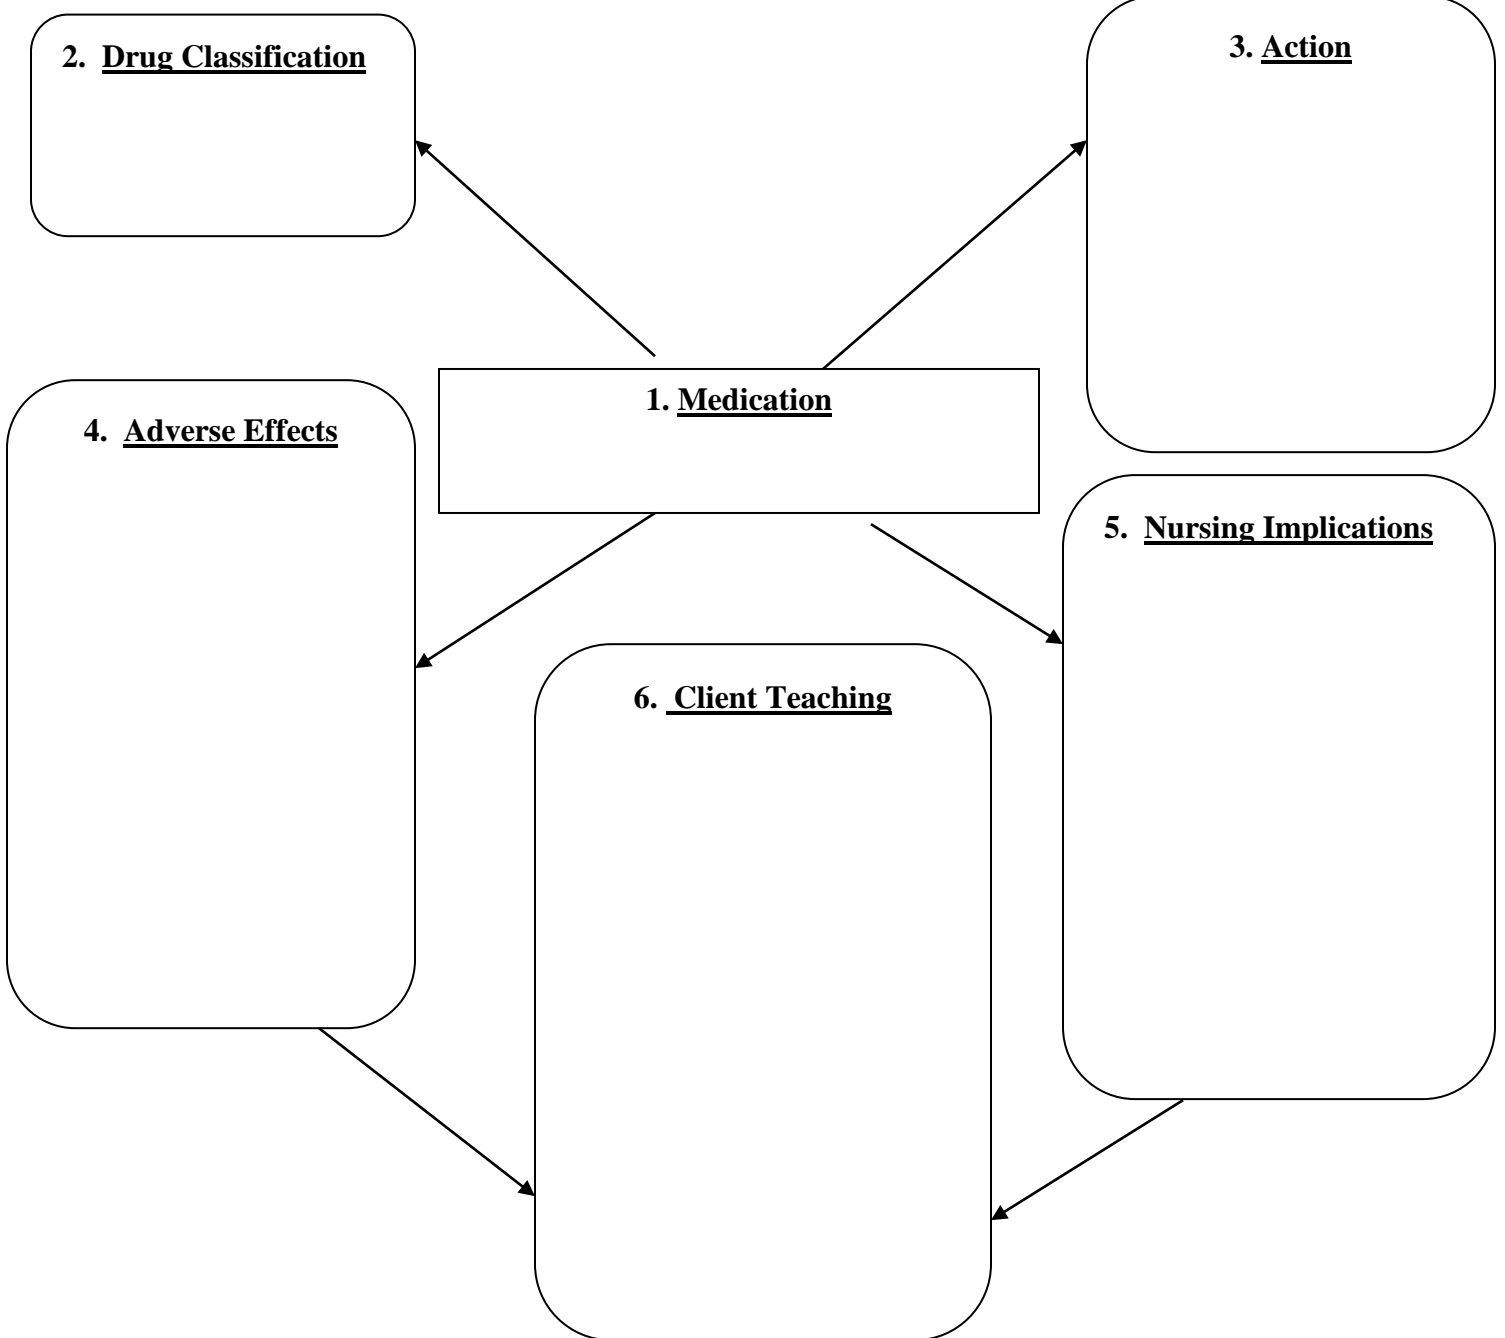 2. Drug Classification
3. Action
1. Medication
4. Adverse Effects
5. Nursing Implications
6. Client Teaching